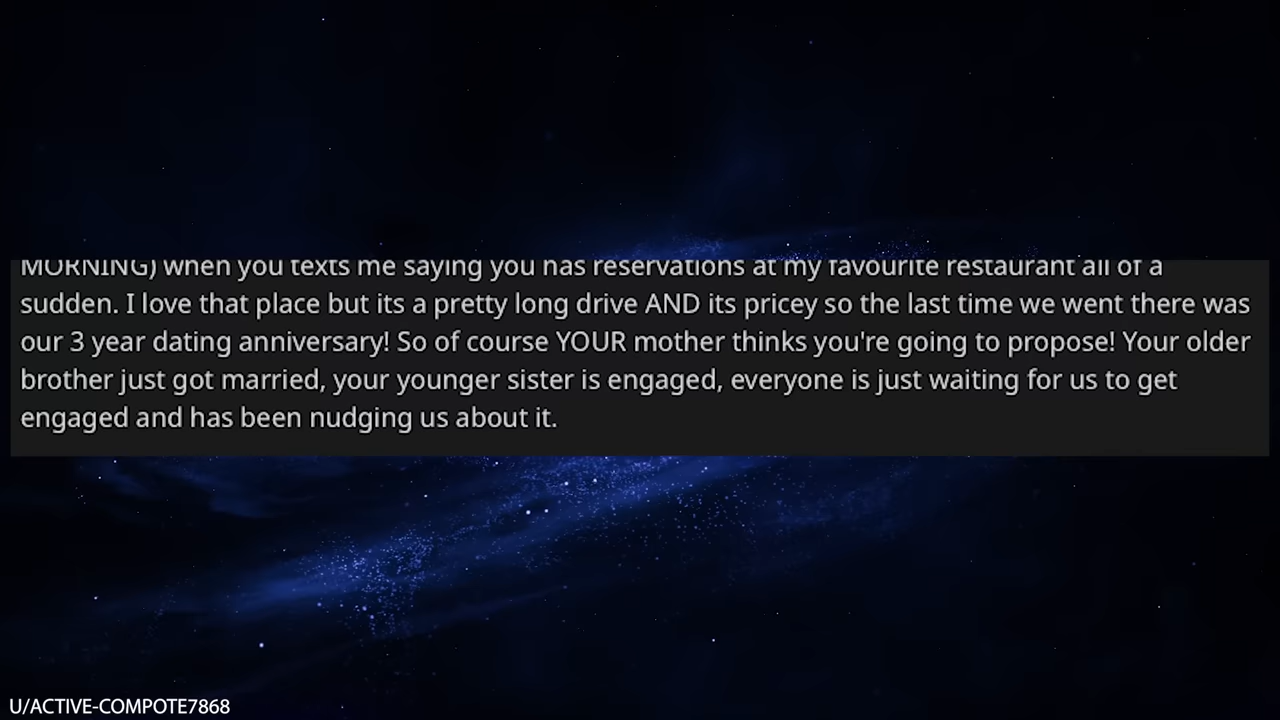 MORNING) when you texts me saying you has reservations at my favourite restaurant all of a
sudden. I love that place but its a pretty long drive AND its pricey so the last time we went there was
our 3 year dating anniversary! So of course YOUR mother thinks you're going to propose! Your older
brother just got married, your younger sister is engaged, everyone is just waiting for us to get
engaged and has been nudging us about it.
U/ACTIVE-COMPOTE7868